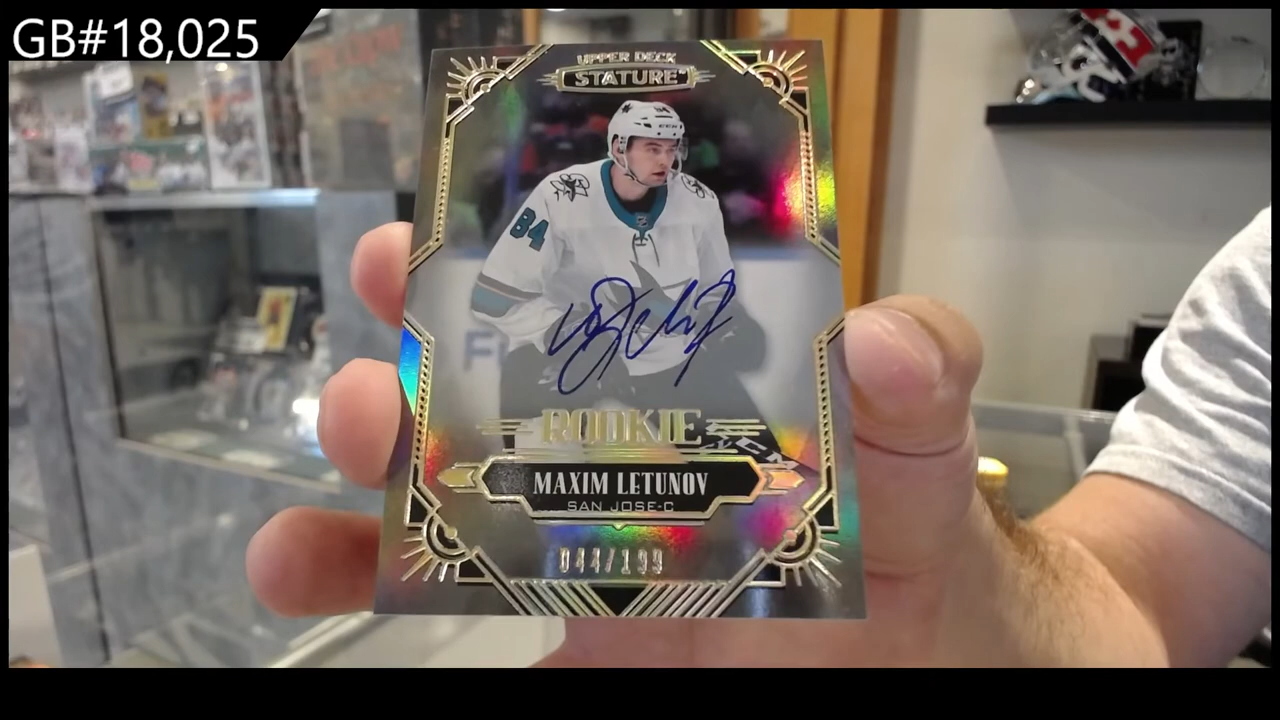 GB#18,025
UPPER DECK
STATURE
84
ROOKIE
MAXIM LETUNOV
SAN JOSE-C
044/199